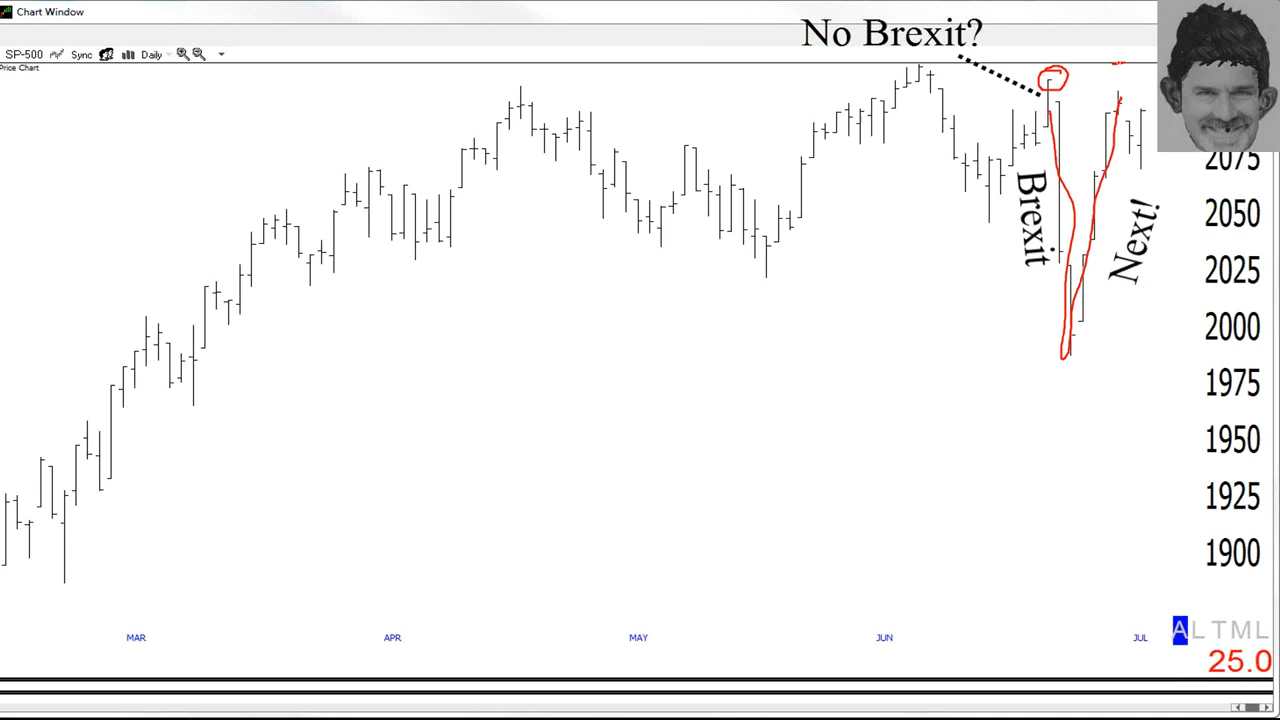 Chart Window
No Brexit?
SP-500 Sync Daily
Price Chart
Brexit
Next!
2075
2050
2025
2000
1975
1950
1925
1900
MAR APR MAY JUN JUL
ALTML
25.0